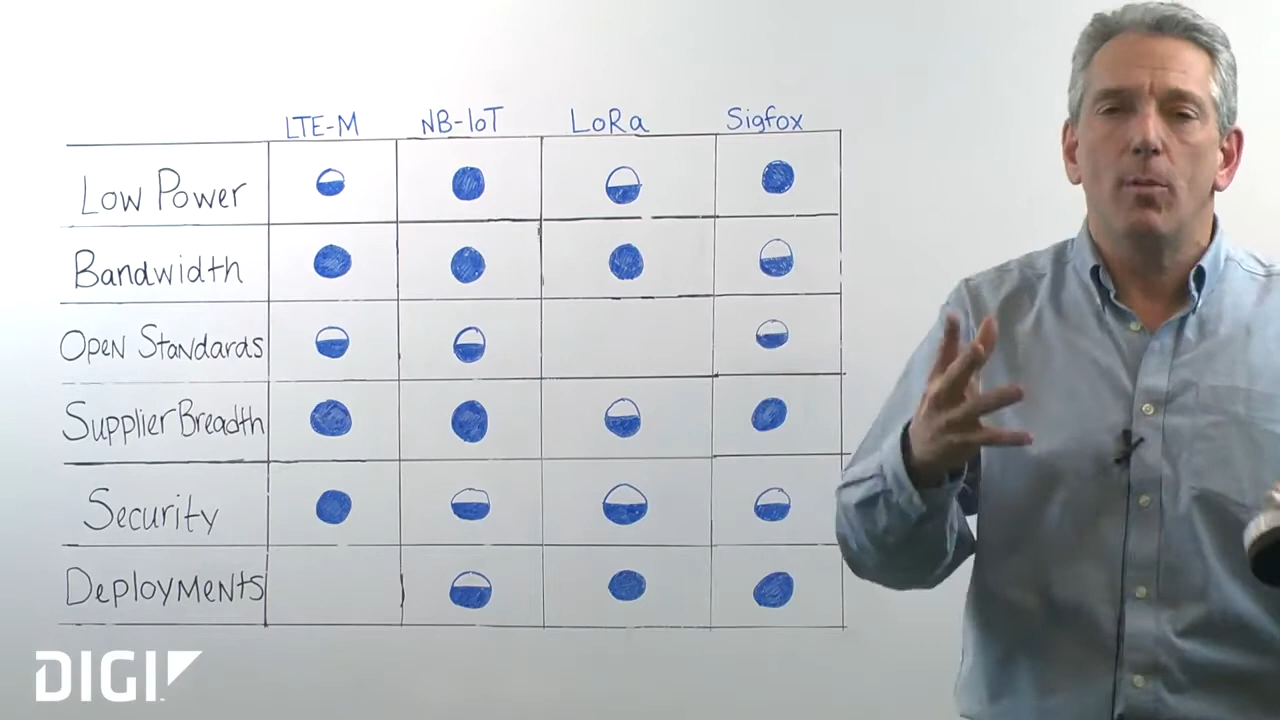 LTE-M NB-IoT LoRa Sigfox
Low Power
Bandwidth
Open Standards
Supplier Breadth
Security
Deployments
DIGI